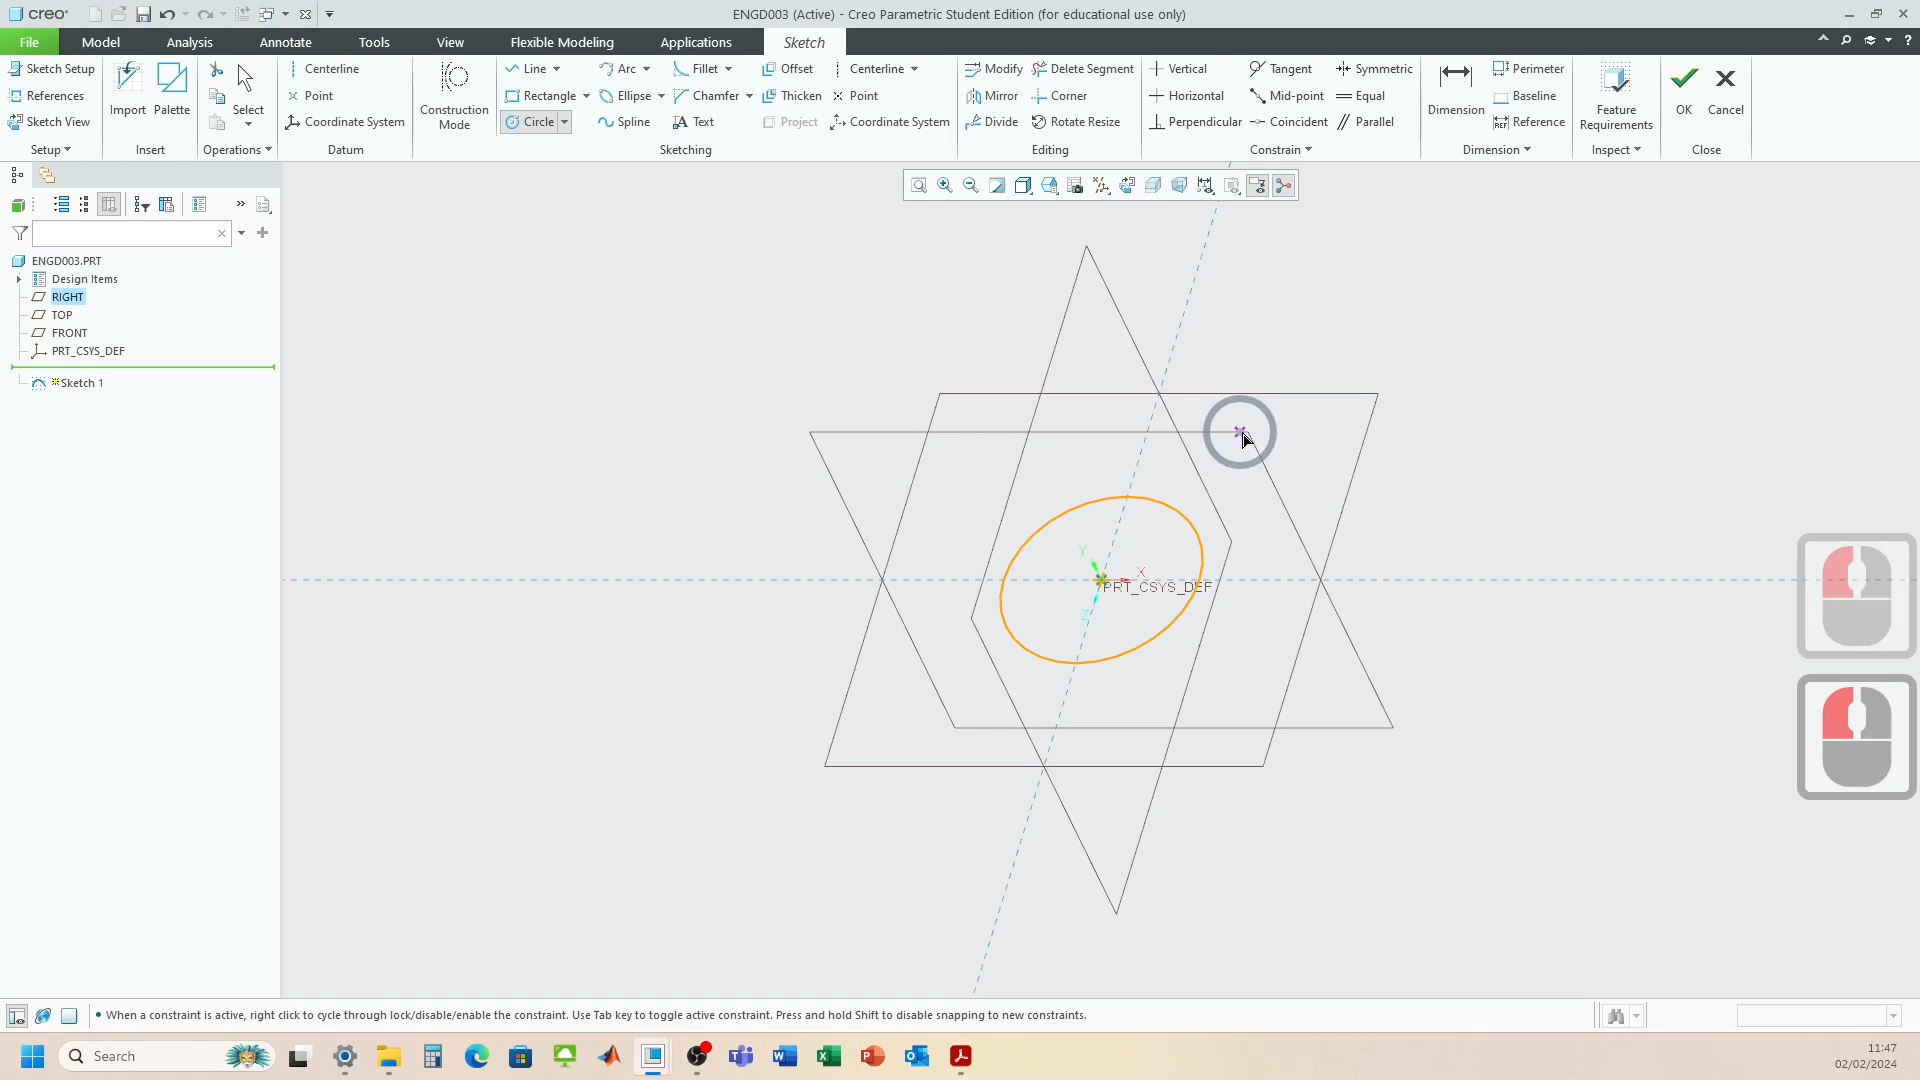 creo
ENGD003 (Active) - Creo Parametric Student Edition (for educational use only)
File Model Analysis Annotate Tools View Flexible Modeling Applications Sketch
Sketch Setup
References
Sketch View
Setup
Import Palette
Insert
Select
Operations
Centerline
Point
Coordinate System
Datum
Construction
Mode
Line Arc Fillet Offset Centerline
Rectangle Ellipse Chamfer Thicken Point
Circle Spline Text Project Coordinate System
Sketching
Modify Delete Segment
Mirror Corner
Divide Rotate Resize
Editing
Vertical Tangent Symmetric
Horizontal Mid-point Equal
Perpendicular Coincident Parallel
Constrain
Dimension
Perimeter
Baseline
Reference
Dimension
Feature
Requirements
Inspect
OK Cancel
Close
ENGD003.PRT
Design Items
RIGHT
TOP
FRONT
PRT_CSYS_DEF
Sketch 1
Y
X
PRT_CSYS_DEF
Z
When a constraint is active, right click to cycle through lock/disable/enable the constraint. Use Tab key to toggle active constraint. Press and hold Shift to disable snapping to new constraints.
Search
11:47
02/02/2024